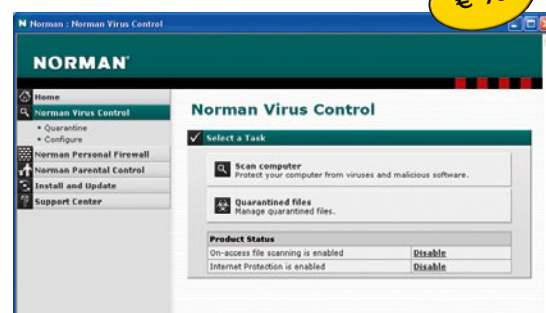 Norman : Norman Virus Control
NORMAN
Home
Norman Virus Control
• Quarantine
• Configure
Norman Personal Firewall
Norman Parental Control
Install and Update
Support Center
Norman Virus Control
Select a Task
Scan computer
Protect your computer from viruses and malicious software.
Quarantined files
Manage quarantined files.
Product Status
On-access file scanning is enabled Disable
Internet Protection is enabled Disable